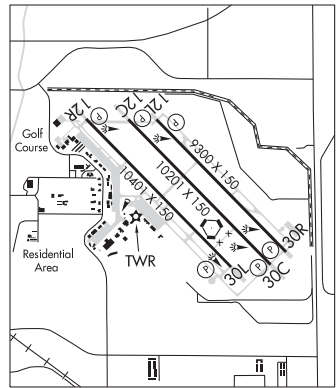 12R
12C
12L
P
P
P
Golf
Course
9300 X 150
10201 X 150
10401 X 150
Residential
Area
TWR
30R
30C
30L
P
P
P